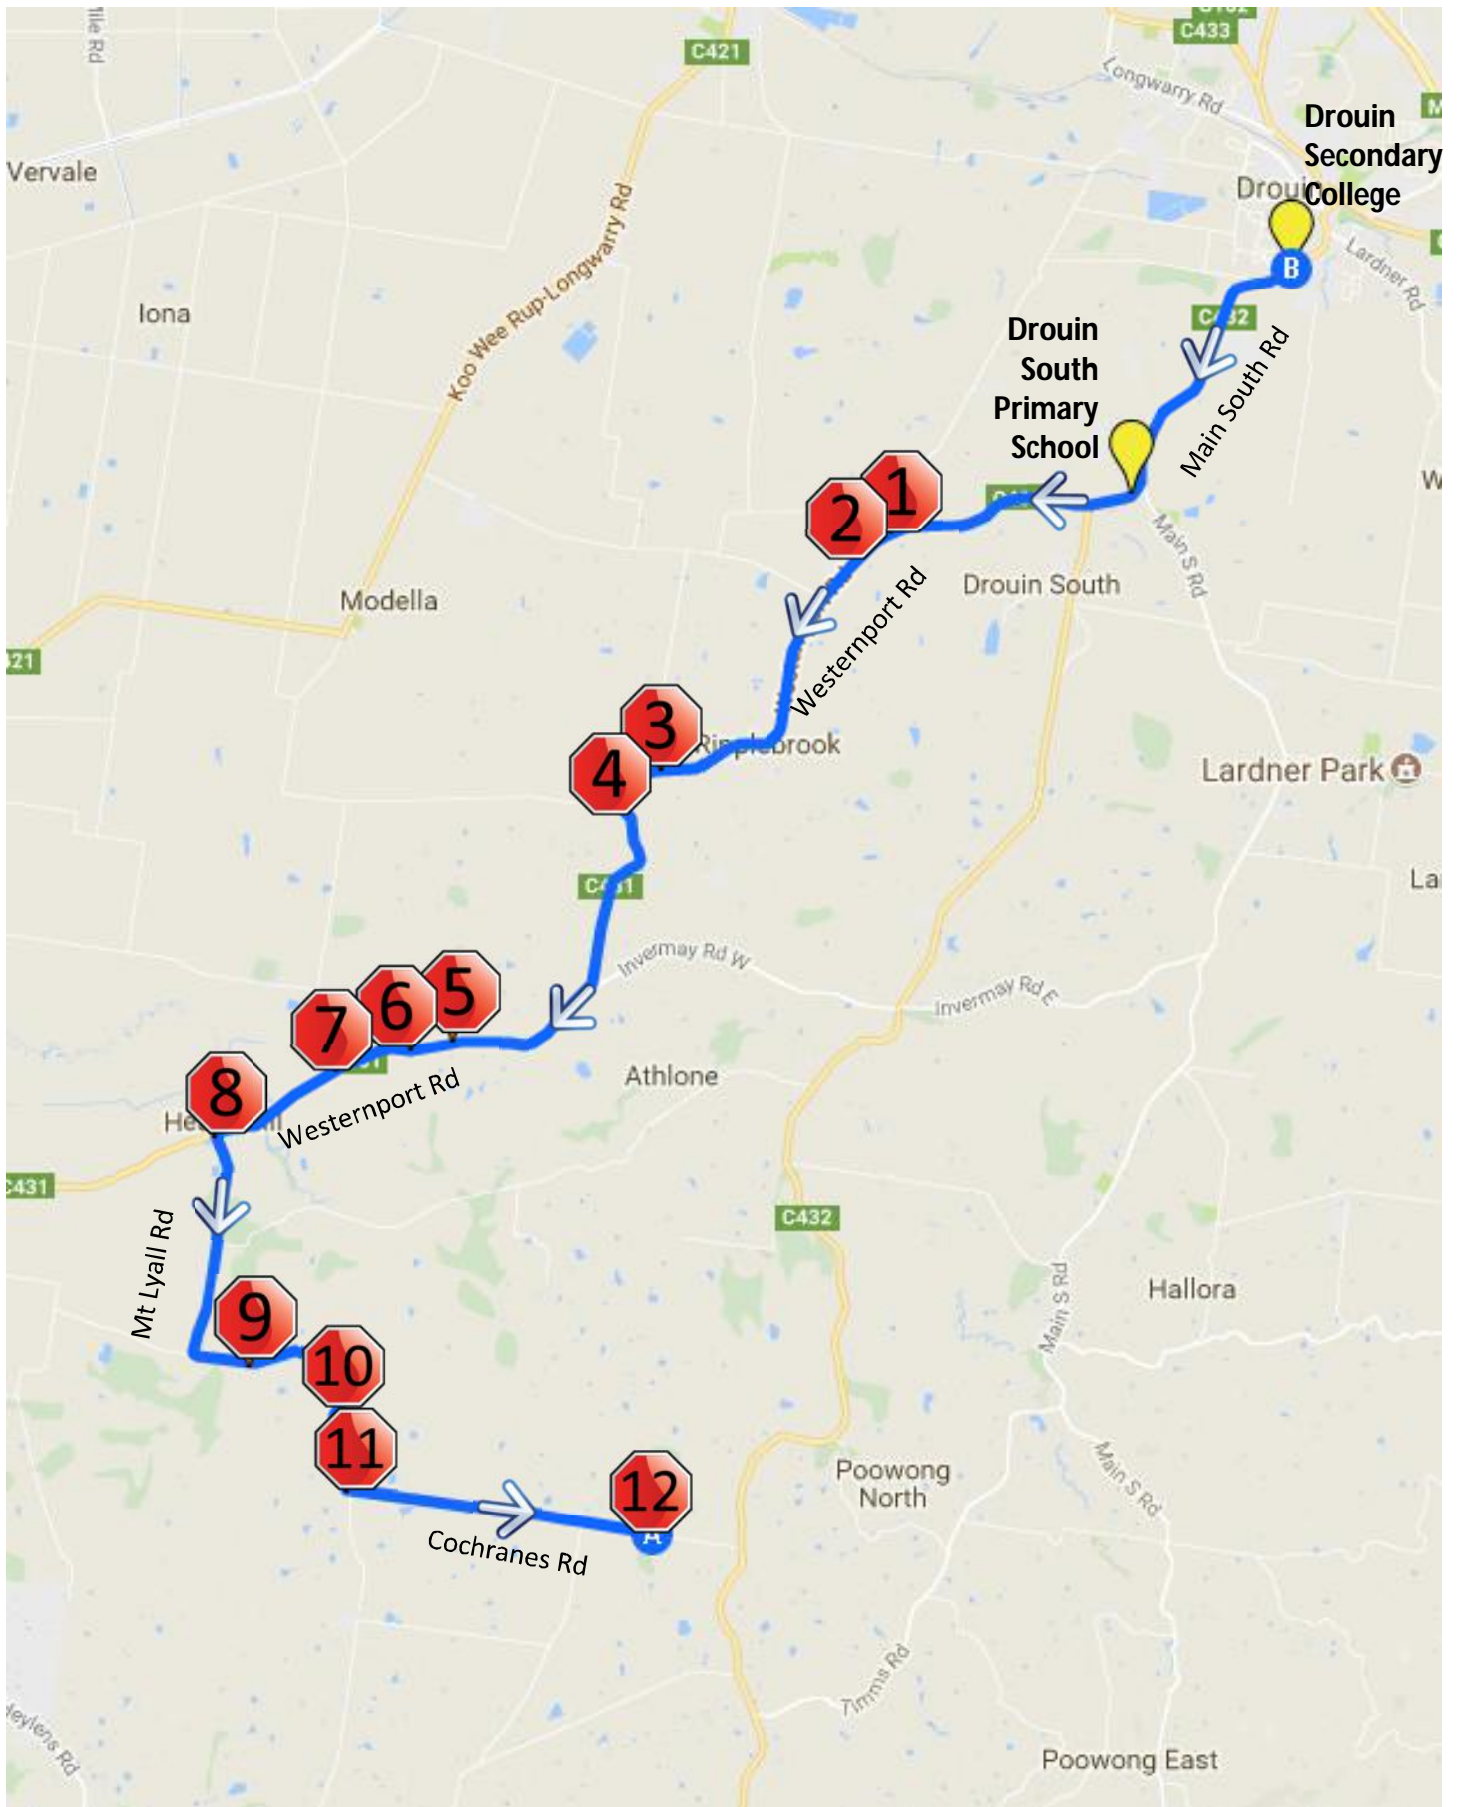 C421
C433
Longwarry Rd
Drouin
Secondary
College
Vervale
Lardner Rd
Iona
Koo Wee Rup-Longwarry Rd
B
Drouin
South
Primary
School
Main South Rd
1
2
Main S Rd
Drouin South
Modella
Westernport Rd
3
4
Lardner Park
Invermay Rd W
Invermay Rd E
5
6
7
Athlone
8
Westernport Rd
C431
C432
Mt Lyall Rd
Main S Rd
Hallora
9
10
11
12
Poowong
North
Main S Rd
Cochranes Rd
A
Timms Rd
Heylens Rd
Poowong East